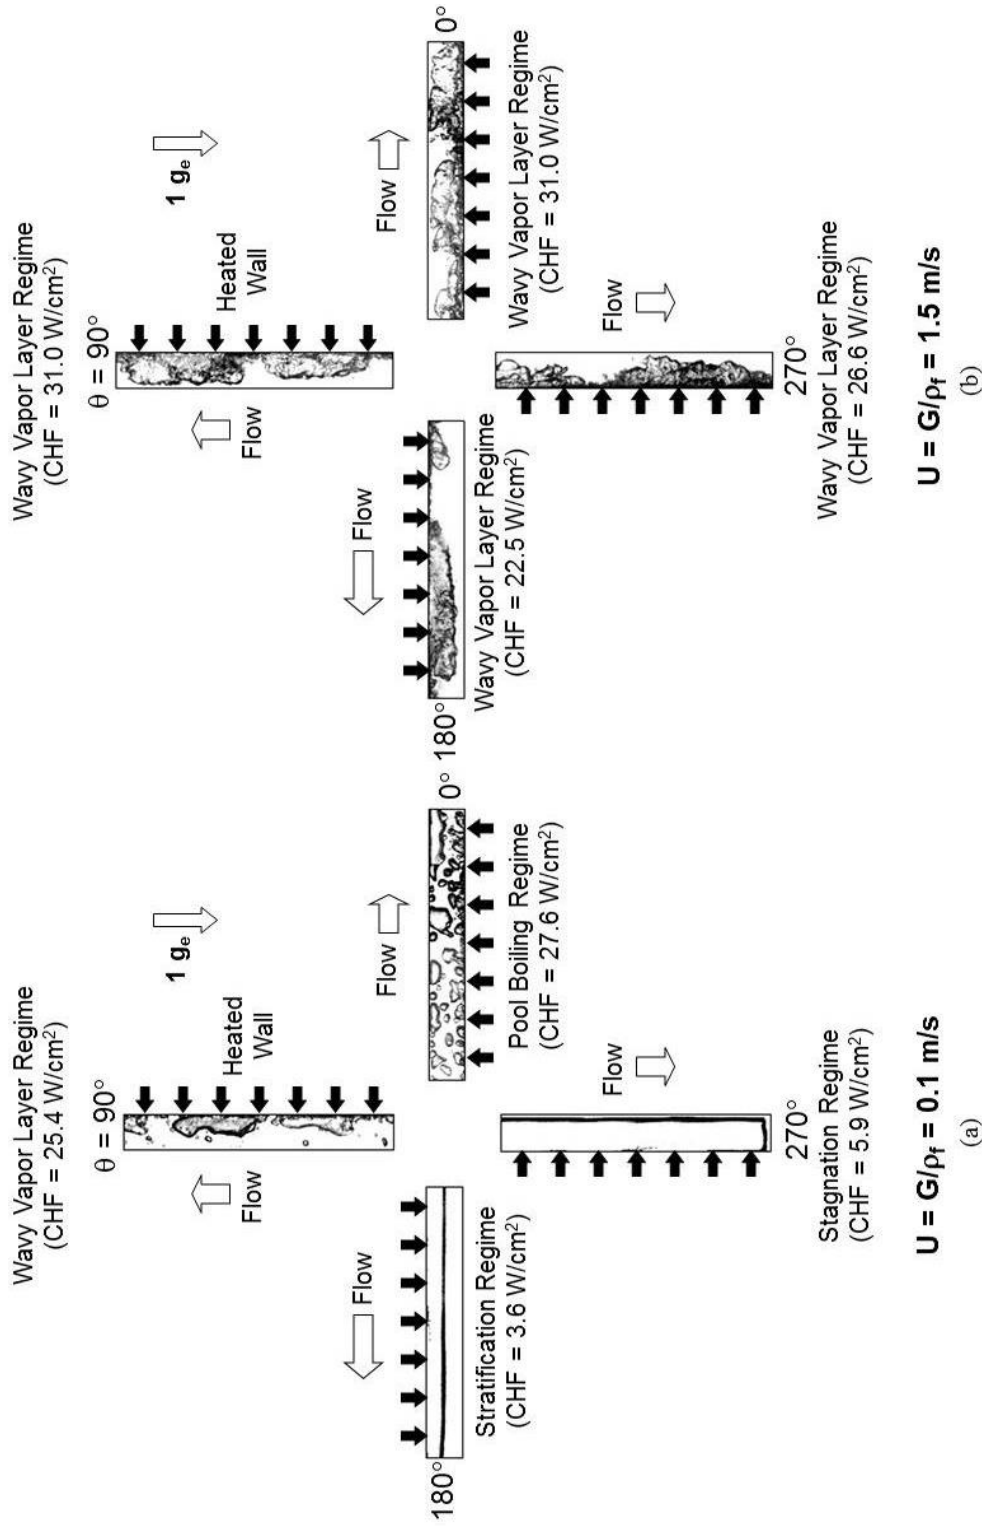 Wavy Vapor Layer Regime
(CHF = 25.4 W/cm²)
θ = 90°
Flow
Heated
Wall
1 gₑ
180°
Flow
Stratification Regime
(CHF = 3.6 W/cm²)
Flow
0°
Pool Boiling Regime
(CHF = 27.6 W/cm²)
Flow
270°
Stagnation Regime
(CHF = 5.9 W/cm²)
U = G/ρf = 0.1 m/s
(a)
Wavy Vapor Layer Regime
(CHF = 31.0 W/cm²)
θ = 90°
Flow
Heated
Wall
1 gₑ
180°
Flow
Wavy Vapor Layer Regime
(CHF = 22.5 W/cm²)
Flow
0°
Wavy Vapor Layer Regime
(CHF = 31.0 W/cm²)
Flow
270°
Wavy Vapor Layer Regime
(CHF = 26.6 W/cm²)
U = G/ρf = 1.5 m/s
(b)